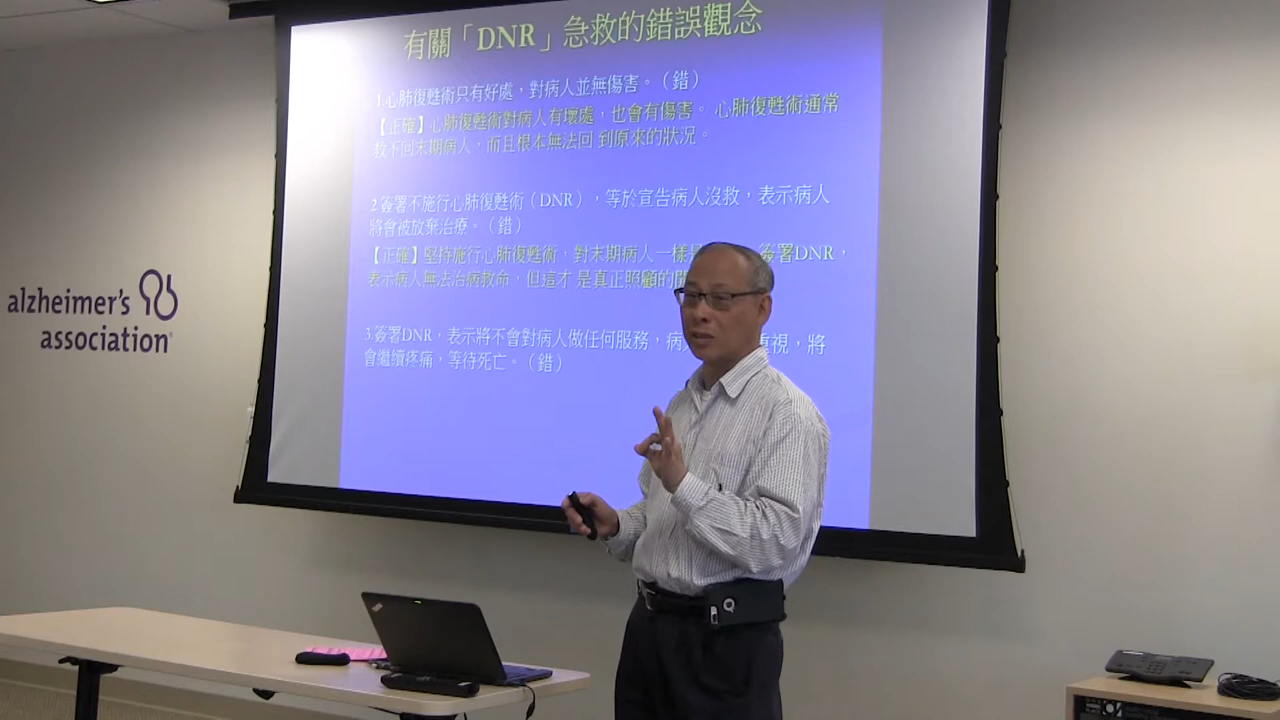 有關「DNR」急救的錯誤觀念
1.心肺復甦術只有好處，對病人並無傷害。（錯）
【正確】心肺復甦術對病人有壞處，也會有傷害。 心肺復甦術通常
救不回末期病人，而且根本無法回 到原來的狀況。
2.簽署不施行心肺復甦術（DNR），等於宣告病人沒救，表示病人
將會被放棄治療。（錯）
【正確】堅持施行心肺復甦術，對末期病人一樣 簽署DNR，
表示病人無法治病救命，但這才 是真正照顧的開
3.簽署DNR，表示將不會對病人做任何服務，病 重視，將
會繼續疼痛，等待死亡。（錯）
alzheimer's
association